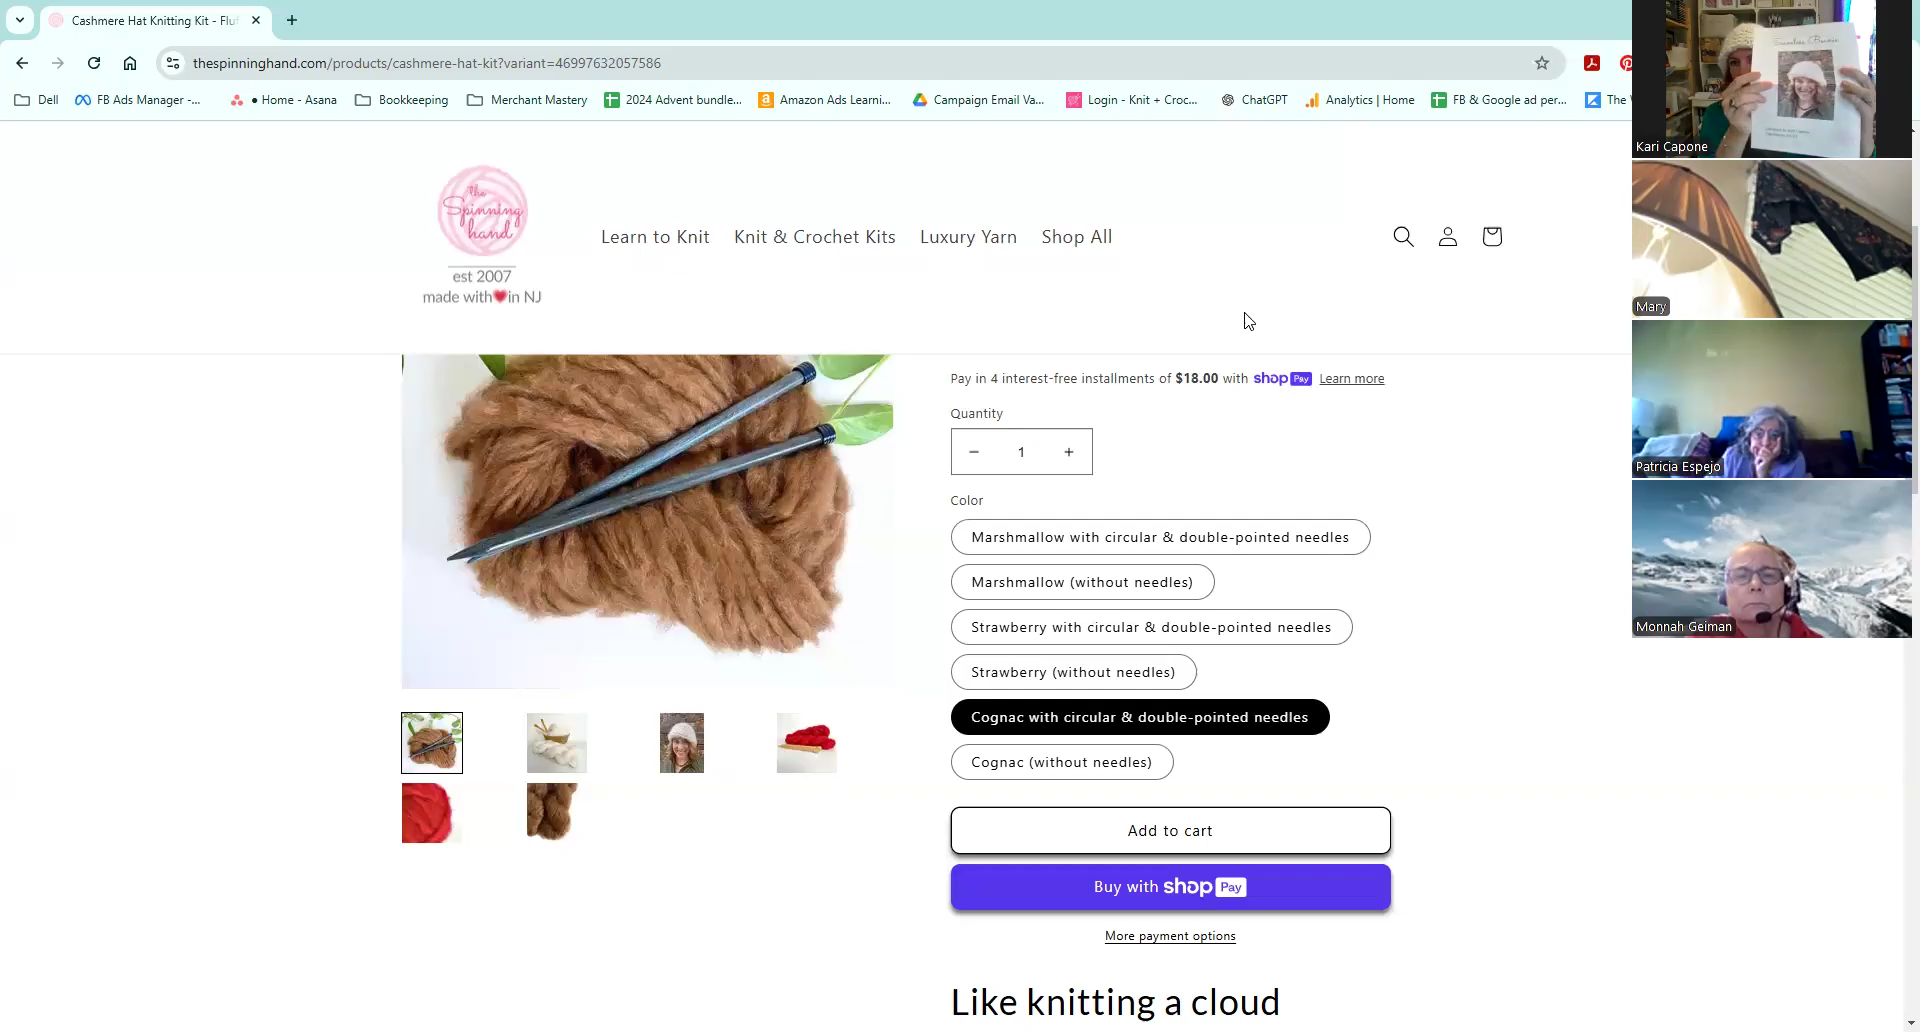 Cashmere Hat Knitting Kit - Fluf
thespinninghand.com/products/cashmere-hat-kit?variant=46997632057586
Dell
FB Ads Manager -...
• Home - Asana
Bookkeeping
Merchant Mastery
2024 Advent bundle...
Amazon Ads Learni...
Campaign Email Va...
Login - Knit + Croc...
ChatGPT
Analytics | Home
FB & Google ad per...
The
the
Spinning
hand
est 2007
made with❤in NJ
Learn to Knit
Knit & Crochet Kits
Luxury Yarn
Shop All
Kari Capone
Mary
Patricia Espejo
Monnah Geiman
Pay in 4 interest-free installments of $18.00 with shop Pay Learn more
Quantity
− 1 +
Color
Marshmallow with circular & double-pointed needles
Marshmallow (without needles)
Strawberry with circular & double-pointed needles
Strawberry (without needles)
Cognac with circular & double-pointed needles
Cognac (without needles)
Add to cart
Buy with shop Pay
More payment options
Like knitting a cloud